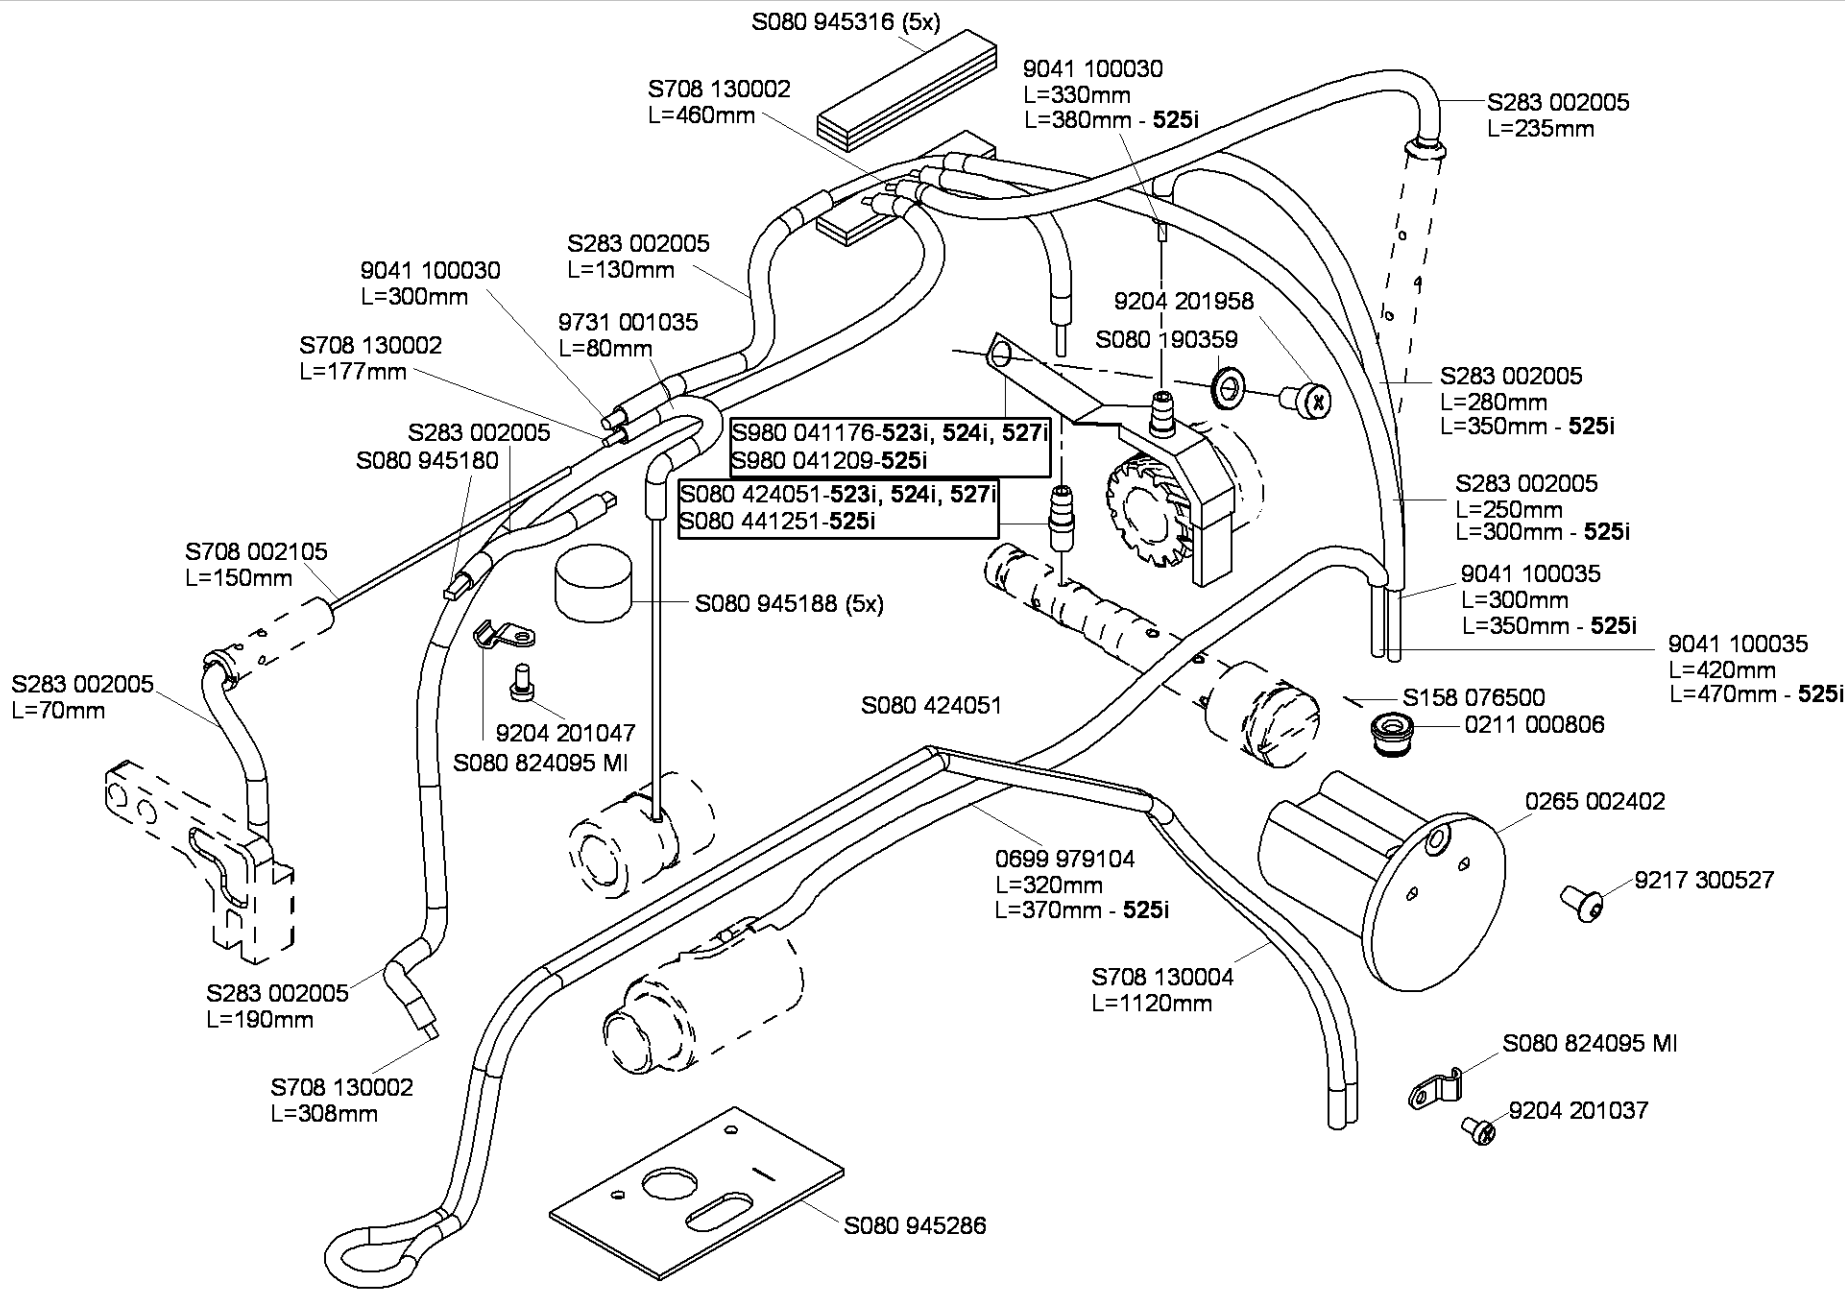 S080 945316 (5x)
S708 130002
L=460mm
9041 100030
L=330mm
L=380mm - 525i
S283 002005
L=235mm
S283 002005
L=130mm
9041 100030
L=300mm
9731 001035
L=80mm
S708 130002
L=177mm
9204 201958
S080 190359
S283 002005
L=280mm
L=350mm - 525i
S283 002005
S080 945180
S980 041176-523i, 524i, 527i
S980 041209-525i
S080 424051-523i, 524i, 527i
S080 441251-525i
S283 002005
L=250mm
L=300mm - 525i
S708 002105
L=150mm
S080 945188 (5x)
9041 100035
L=300mm
L=350mm - 525i
9041 100035
L=420mm
L=470mm - 525i
S283 002005
L=70mm
S080 424051
S158 076500
0211 000806
9204 201047
S080 824095 MI
0265 002402
0699 979104
L=320mm
L=370mm - 525i
9217 300527
S283 002005
L=190mm
S708 130004
L=1120mm
S708 130002
L=308mm
S080 824095 MI
9204 201037
S080 945286